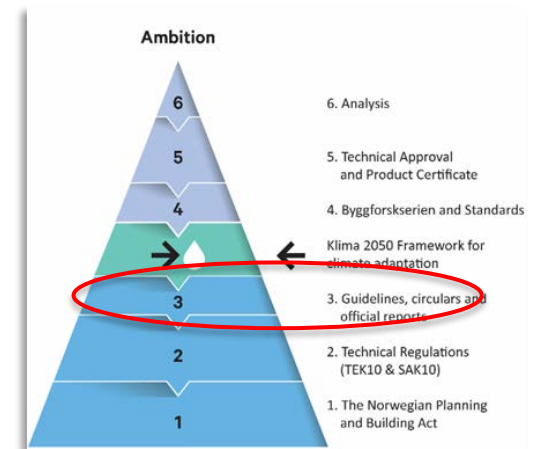 Ambition
6
6. Analysis
5
5. Technical Approval
and Product Certificate
4
4. Byggforskserien and Standards
Klima 2050 Framework for
climate adaptation
3
3. Guidelines, circulars and
official reports
2
2. Technical Regulations
(TEK10 & SAK10)
1
1. The Norwegian Planning
and Building Act